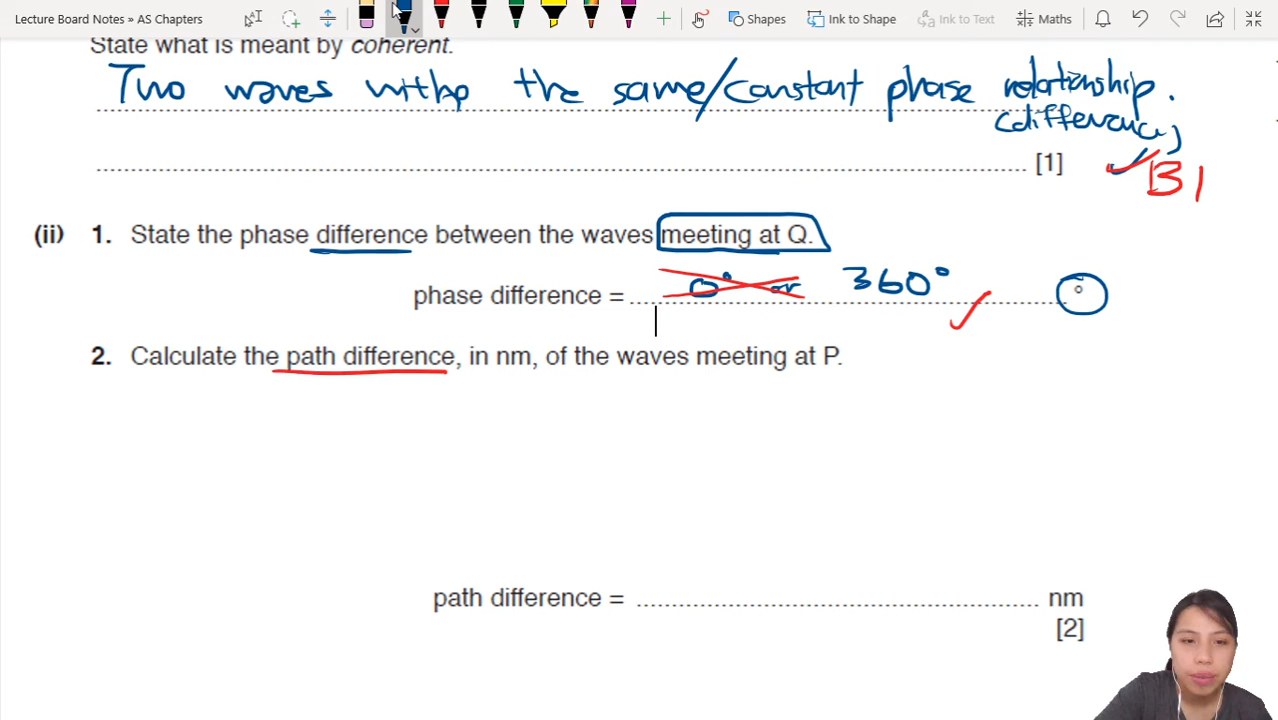 Lecture Board Notes » AS Chapters
Shapes
Ink to Shape
Ink to Text
Maths
State what is meant by coherent.
Two waves with the same/constant phase relationship.
(difference)
[1]
B1
(ii) 1. State the phase difference between the waves meeting at Q.
phase difference = 0° or 360° °
2. Calculate the path difference, in nm, of the waves meeting at P.
path difference = nm
[2]